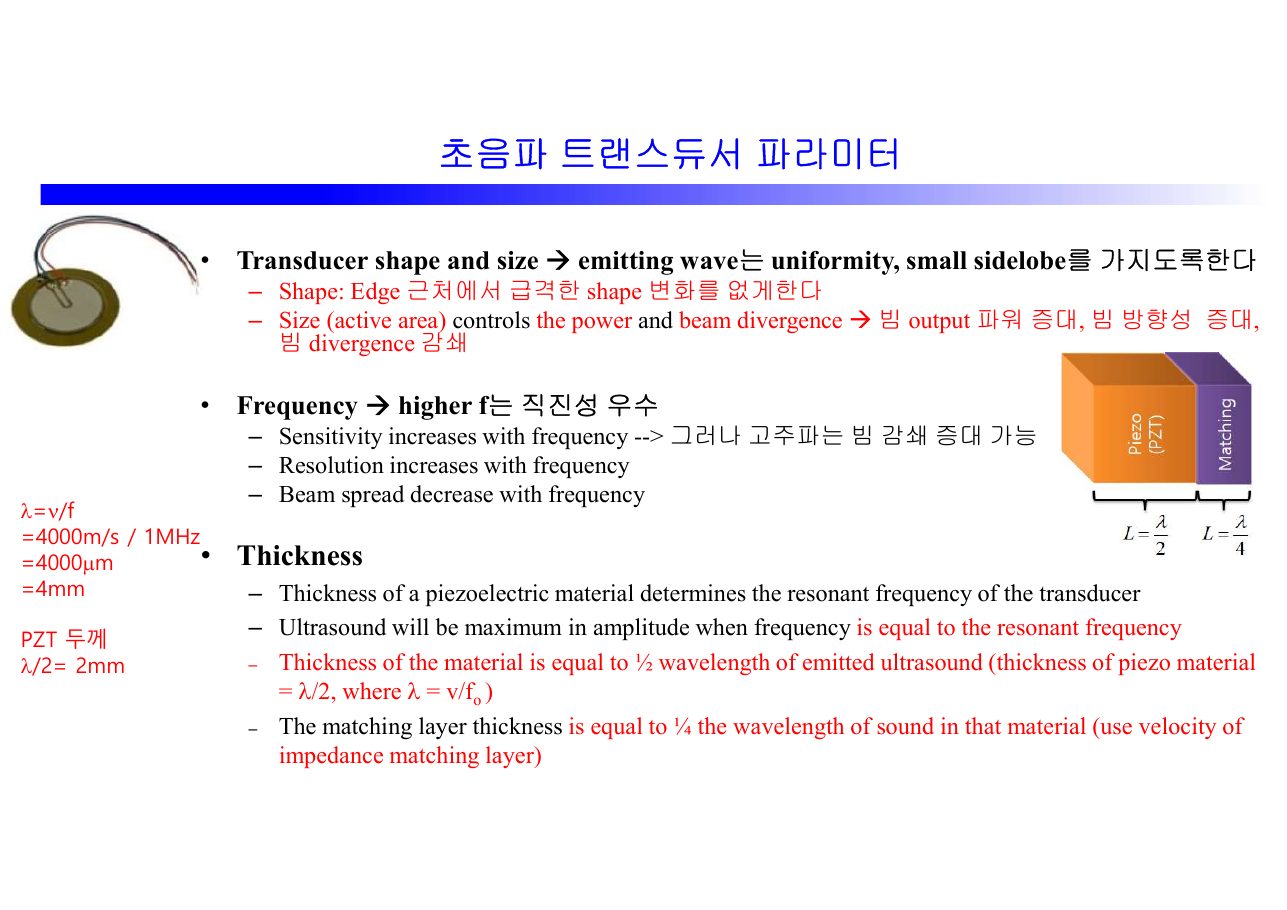 초음파 트랜스듀서 파라미터
• Transducer shape and size → emitting wave는 uniformity, small sidelobe를 가지도록한다
– Shape: Edge 근처에서 급격한 shape 변화를 없게한다
– Size (active area) controls the power and beam divergence → 빔 output 파워 증대, 빔 방향성 증대,
빔 divergence 감쇄
• Frequency → higher f는 직진성 우수
– Sensitivity increases with frequency --> 그러나 고주파는 빔 감쇄 증대 가능
– Resolution increases with frequency
– Beam spread decrease with frequency
Piezo
(PZT)
Matching
L = λ/2
L = λ/4
λ=ν/f
=4000m/s / 1MHz
=4000μm
=4mm
PZT 두께
λ/2= 2mm
• Thickness
– Thickness of a piezoelectric material determines the resonant frequency of the transducer
– Ultrasound will be maximum in amplitude when frequency is equal to the resonant frequency
– Thickness of the material is equal to ½ wavelength of emitted ultrasound (thickness of piezo material
= λ/2, where λ = v/fo )
– The matching layer thickness is equal to ¼ the wavelength of sound in that material (use velocity of
impedance matching layer)